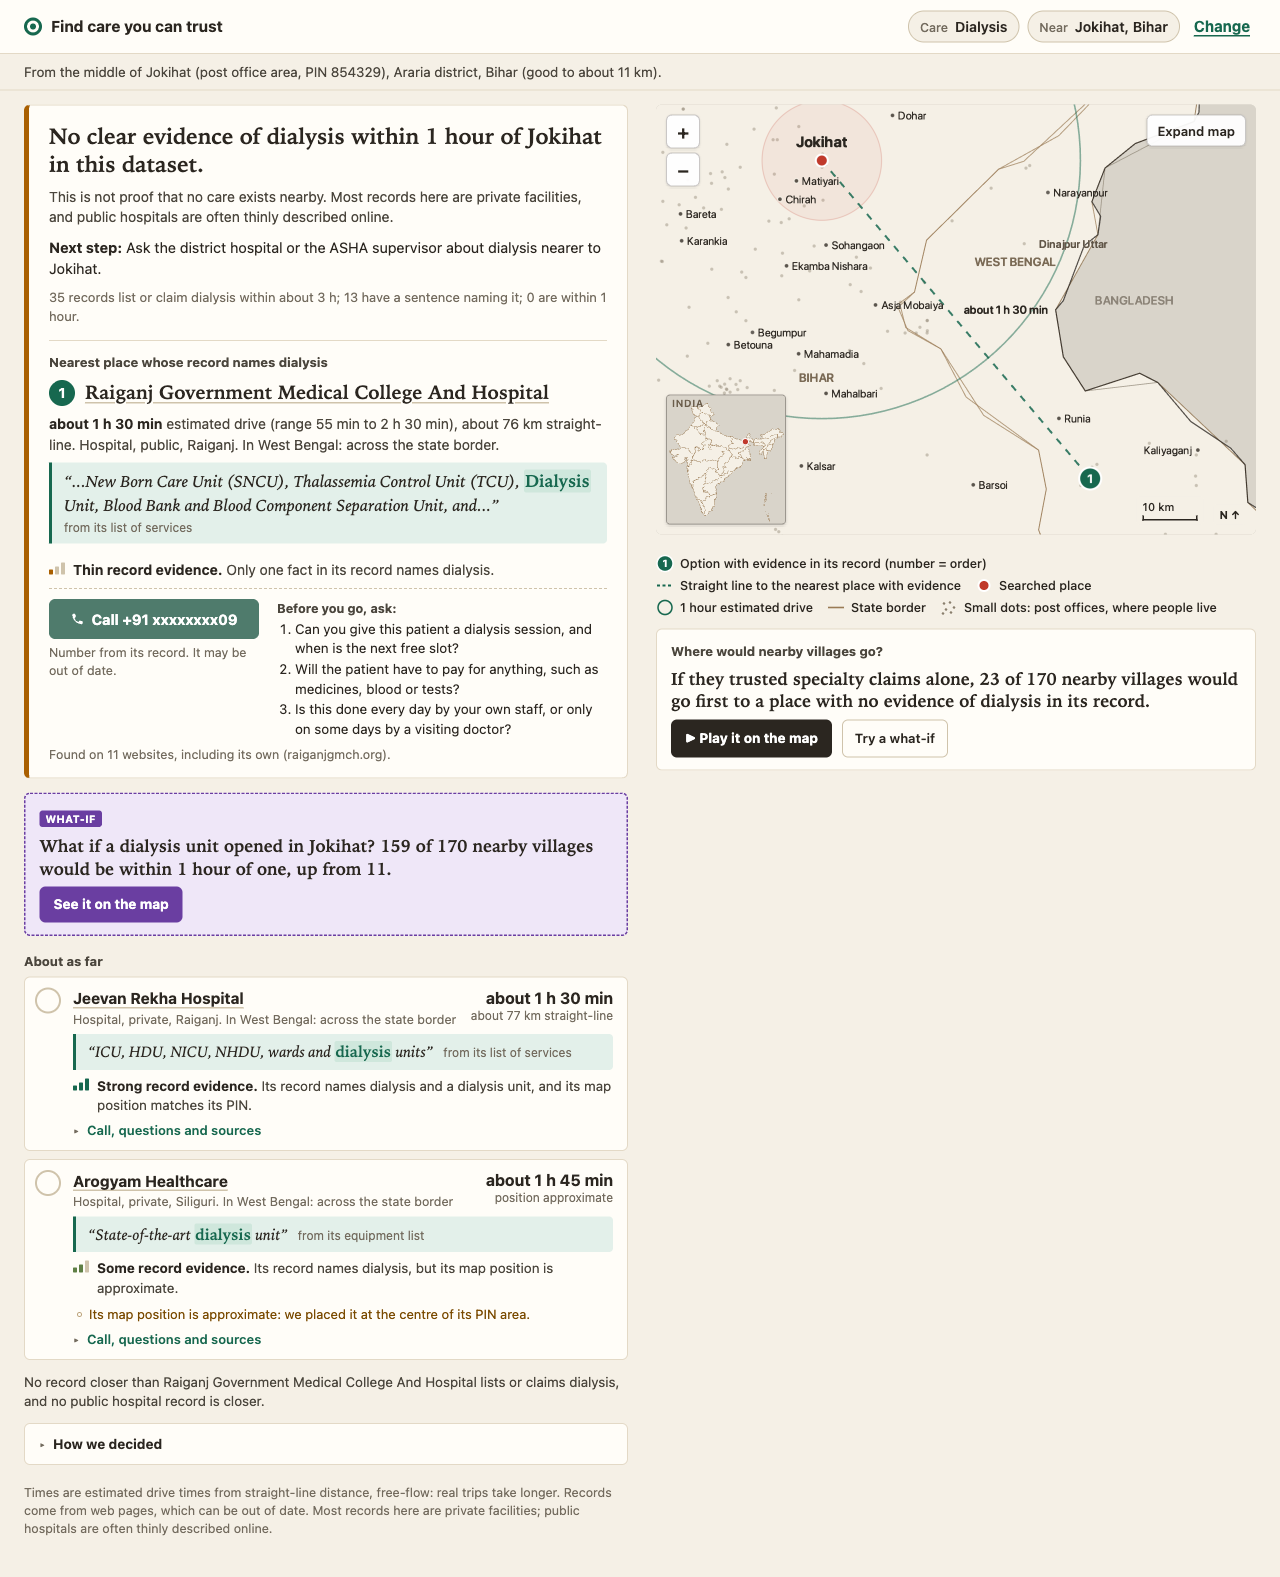 Find care you can trust
Care Dialysis
Near Jokihat, Bihar
Change
From the middle of Jokihat (post office area, PIN 854329), Araria district, Bihar (good to about 11 km).
No clear evidence of dialysis within 1 hour of Jokihat
in this dataset.
This is not proof that no care exists nearby. Most records here are private facilities,
and public hospitals are often thinly described online.
Next step: Ask the district hospital or the ASHA supervisor about dialysis nearer to
Jokihat.
35 records list or claim dialysis within about 3 h; 13 have a sentence naming it; 0 are within 1
hour.
Nearest place whose record names dialysis
1 Raiganj Government Medical College And Hospital
about 1 h 30 min estimated drive (range 55 min to 2 h 30 min), about 76 km straight-
line. Hospital, public, Raiganj. In West Bengal: across the state border.
“…New Born Care Unit (SNCU), Thalassemia Control Unit (TCU), Dialysis
Unit, Blood Bank and Blood Component Separation Unit, and…”
from its list of services
Thin record evidence. Only one fact in its record names dialysis.
Call +91 xxxxxxxx09
Number from its record. It may be
out of date.
Before you go, ask:
1. Can you give this patient a dialysis session, and
when is the next free slot?
2. Will the patient have to pay for anything, such as
medicines, blood or tests?
3. Is this done every day by your own staff, or only
on some days by a visiting doctor?
Found on 11 websites, including its own (raiganjgmch.org).
WHAT-IF
What if a dialysis unit opened in Jokihat? 159 of 170 nearby villages
would be within 1 hour of one, up from 11.
See it on the map
About as far
Jeevan Rekha Hospital
about 1 h 30 min
Hospital, private, Raiganj. In West Bengal: across the state border
about 77 km straight-line
“ICU, HDU, NICU, NHDU, wards and dialysis units” from its list of services
Strong record evidence. Its record names dialysis and a dialysis unit, and its map
position matches its PIN.
▸ Call, questions and sources
Arogyam Healthcare
about 1 h 45 min
Hospital, private, Siliguri. In West Bengal: across the state border
position approximate
“State-of-the-art dialysis unit” from its equipment list
Some record evidence. Its record names dialysis, but its map position is
approximate.
Its map position is approximate: we placed it at the centre of its PIN area.
▸ Call, questions and sources
No record closer than Raiganj Government Medical College And Hospital lists or claims dialysis,
and no public hospital record is closer.
▸ How we decided
Times are estimated drive times from straight-line distance, free-flow: real trips take longer. Records
come from web pages, which can be out of date. Most records here are private facilities; public
hospitals are often thinly described online.
+
−
Expand map
Dohar
Jokihat
Matiyari
Chirah
Narayanpur
Bareta
Karankia
Sohangaon
Dinajpur Uttar
WEST BENGAL
Ekamba Nishara
BANGLADESH
Asja Mobaiya
about 1 h 30 min
Begumpur
Betouna
Mahamadia
BIHAR
Mahalbari
INDIA
Runia
Kaliyaganj
Kalsar
Barsoi
1
10 km
N ↑
1 Option with evidence in its record (number = order)
Straight line to the nearest place with evidence
Searched place
1 hour estimated drive
State border
Small dots: post offices, where people live
Where would nearby villages go?
If they trusted specialty claims alone, 23 of 170 nearby villages would
go first to a place with no evidence of dialysis in its record.
▶ Play it on the map
Try a what-if